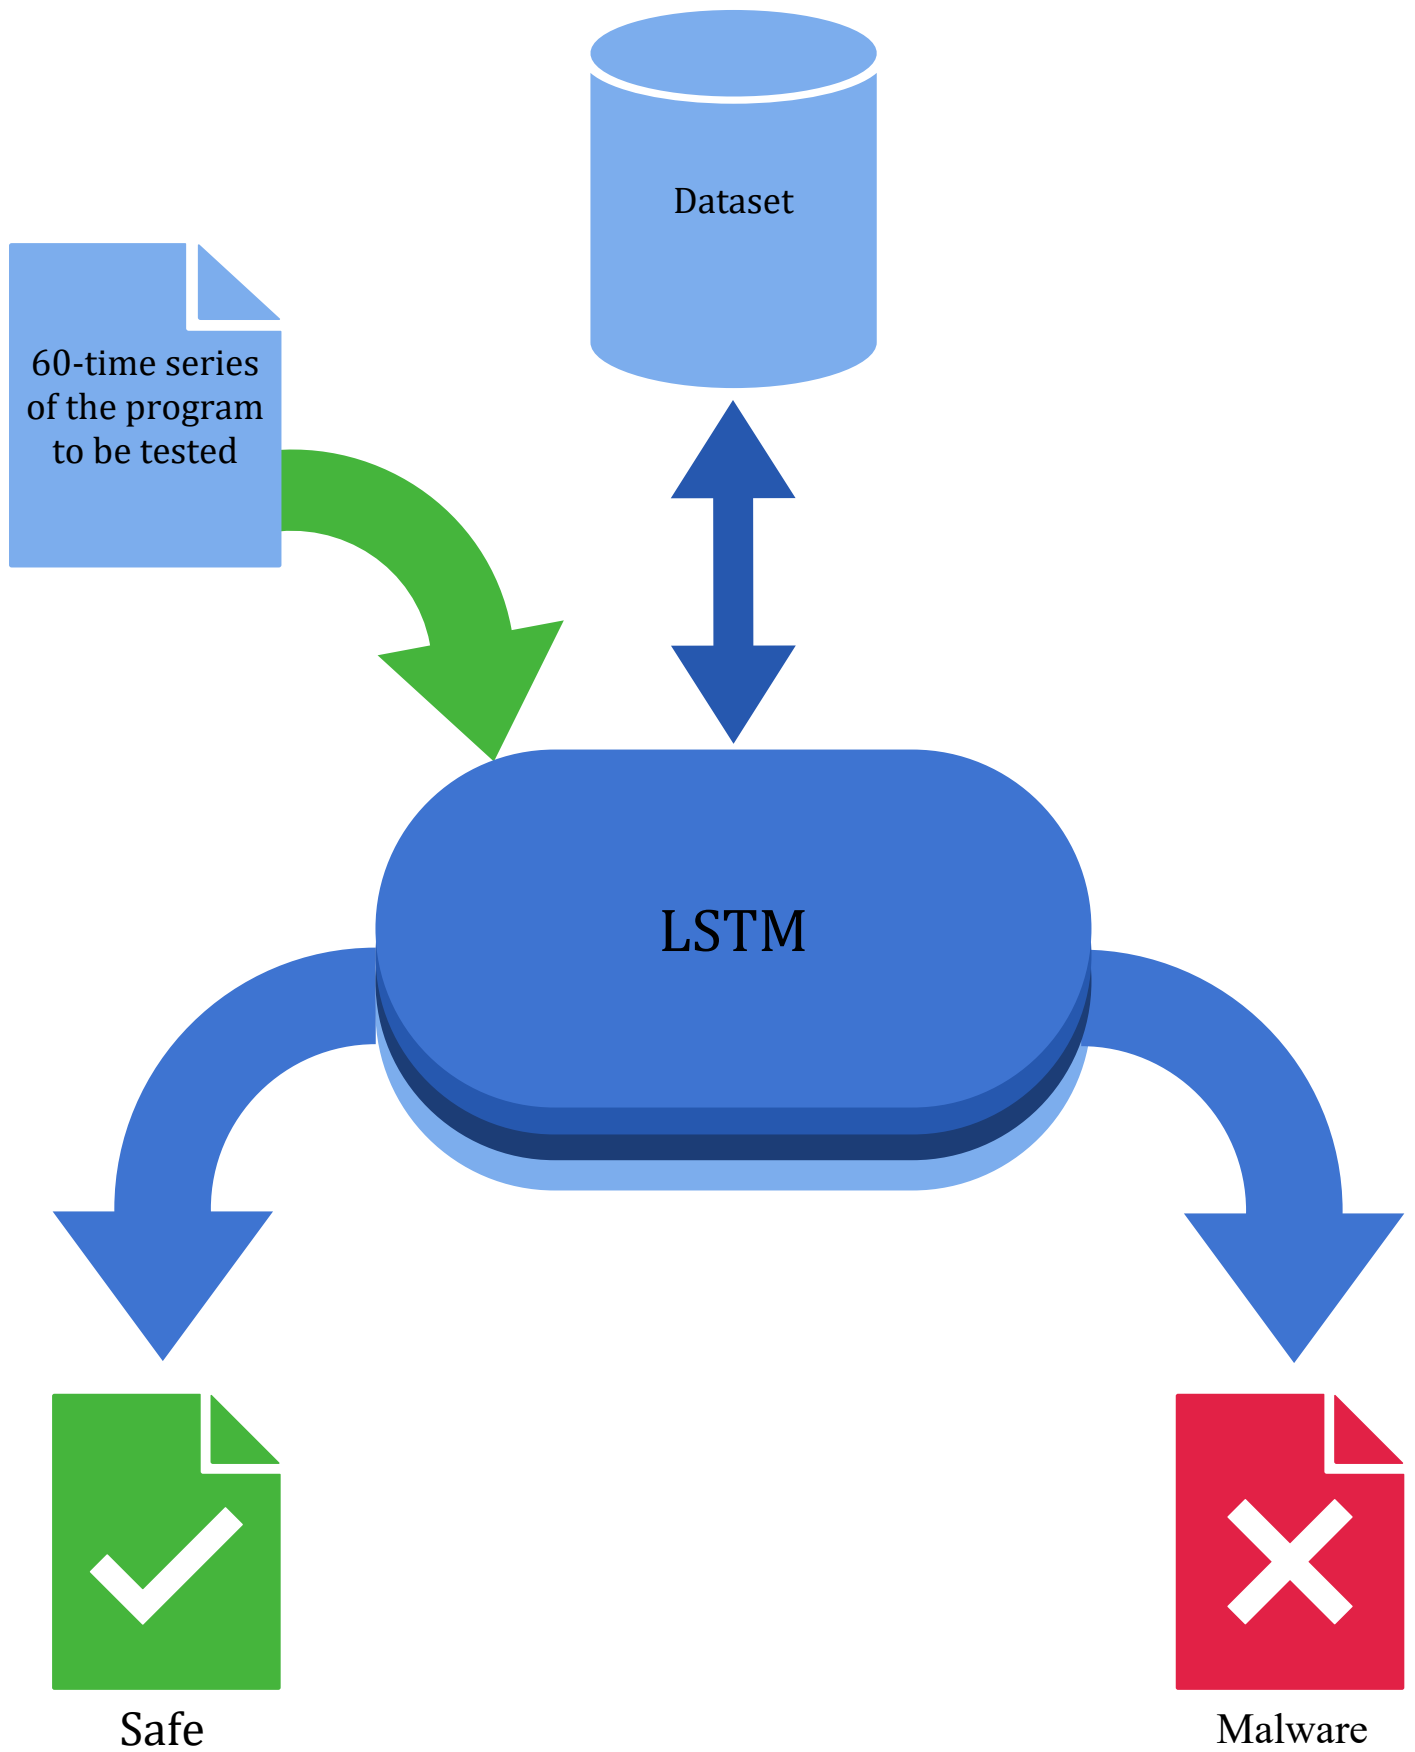 Dataset
60-time series
of the program
to be tested
LSTM
Safe
Malware